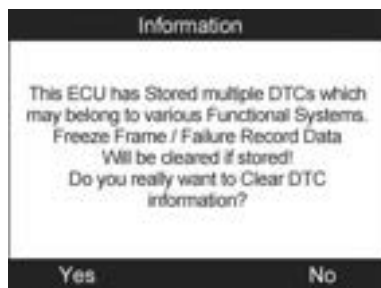 Information
This ECU has Stored multiple DTCs which
may belong to various Functional Systems.
Freeze Frame / Failure Record Data
Will be cleared if stored!
Do you really want to Clear DTC
information?
Yes No